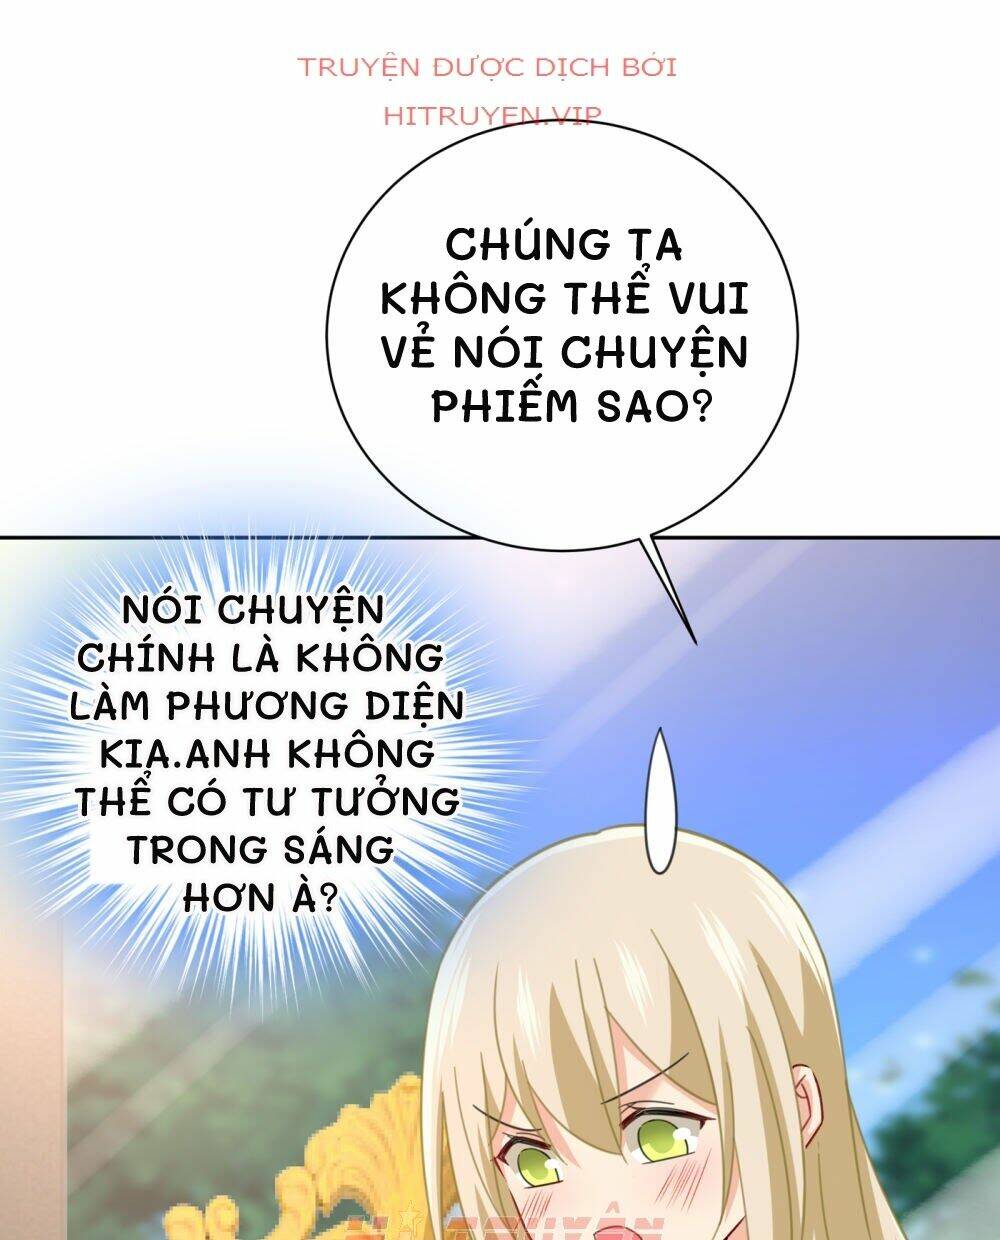 TRUYỆN ĐƯỢC DỊCH BỞI
HITRUYEN.VIP
CHÚNG TA
KHÔNG THỂ VUI
VẺ NÓI CHUYỆN
PHIẾM SAO?
NÓI CHUYỆN
CHÍNH LÀ KHÔNG
LÀM PHƯƠNG DIỆN
KIA.ANH KHÔNG
THỂ CÓ TƯ TƯỞNG
TRONG SÁNG
HƠN À?